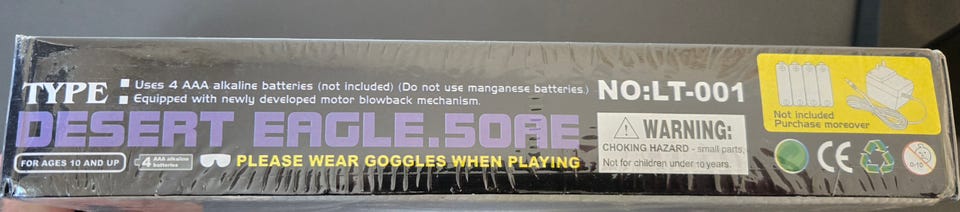 TYPE
Uses 4 AAA alkaline batteries (not included) (Do not use manganese batteries.)
Equipped with newly developed motor blowback mechanism.
NO:LT-001
DESERT EAGLE.50AE
FOR AGES 10 AND UP
4 AAA alkaline
batteries
PLEASE WEAR GOGGLES WHEN PLAYING
WARNING:
CHOKING HAZARD - small parts,
Not for children under 10 years.
Not included
Purchase moreover
CE
0-10